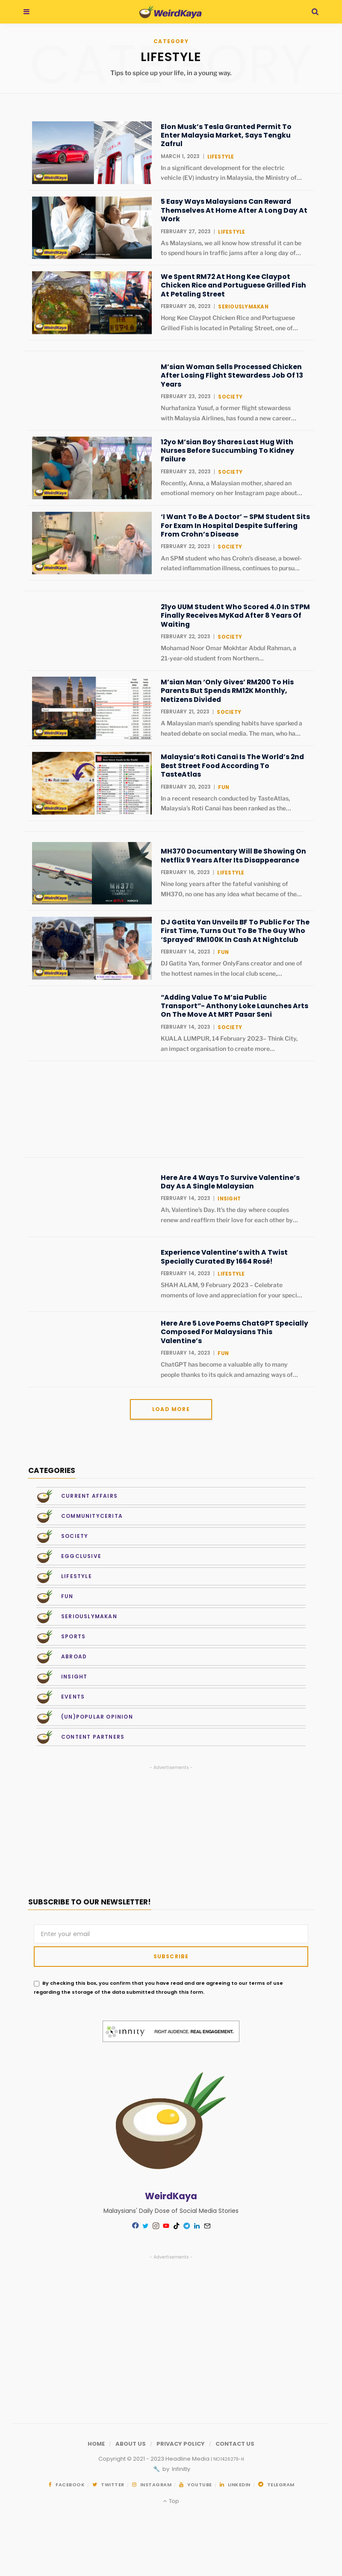 WeirdKaya
CATEGORY
LIFESTYLE
Tips to spice up your life, in a young way.
Elon Musk's Tesla Granted Permit To
Enter Malaysia Market, Says Tengku
Zafrul
MARCH 1, 2023 | LIFESTYLE
In a significant development for the electric
vehicle (EV) industry in Malaysia, the Ministry of...
WeirdKaya
5 Easy Ways Malaysians Can Reward
Themselves At Home After A Long Day At
Work
FEBRUARY 27, 2023 | LIFESTYLE
As Malaysians, we all know how stressful it can be
to spend hours in traffic jams after a long day of...
WeirdKaya
We Spent RM72 At Hong Kee Claypot
Chicken Rice and Portuguese Grilled Fish
At Petaling Street
FEBRUARY 26, 2023 | SERIOUSLYMAKAN
Hong Kee Claypot Chicken Rice and Portuguese
Grilled Fish is located in Petaling Street, one of...
WeirdKaya
M'sian Woman Sells Processed Chicken
After Losing Flight Stewardess Job Of 13
Years
FEBRUARY 23, 2023 | SOCIETY
Nurhafaniza Yusuf, a former flight stewardess
with Malaysia Airlines, has found a new career...
12yo M'sian Boy Shares Last Hug With
Nurses Before Succumbing To Kidney
Failure
FEBRUARY 23, 2023 | SOCIETY
Recently, Anna, a Malaysian mother, shared an
emotional memory on her Instagram page about...
WeirdKaya
'I Want To Be A Doctor' – SPM Student Sits
For Exam In Hospital Despite Suffering
From Crohn's Disease
FEBRUARY 22, 2023 | SOCIETY
An SPM student who has Crohn's disease, a bowel-
related inflammation illness, continues to pursu...
WeirdKaya
21yo UUM Student Who Scored 4.0 In STPM
Finally Receives MyKad After 8 Years Of
Waiting
FEBRUARY 22, 2023 | SOCIETY
Mohamad Noor Omar Mokhtar Abdul Rahman, a
21-year-old student from Northern...
M'sian Man 'Only Gives' RM200 To His
Parents But Spends RM12K Monthly,
Netizens Divided
FEBRUARY 21, 2023 | SOCIETY
A Malaysian man's spending habits have sparked a
heated debate on social media. The man, who ha...
WeirdKaya
Malaysia's Roti Canai Is The World's 2nd
Best Street Food According To
TasteAtlas
FEBRUARY 20, 2023 | FUN
In a recent research conducted by TasteAtlas,
Malaysia's Roti Canai has been ranked as the...
WeirdKaya
MH370 Documentary Will Be Showing On
Netflix 9 Years After Its Disappearance
FEBRUARY 16, 2023 | LIFESTYLE
Nine long years after the fateful vanishing of
MH370, no one has any idea what became of the...
MH370
WeirdKaya
DJ Gatita Yan Unveils BF To Public For The
First Time, Turns Out To Be The Guy Who
'Sprayed' RM100K In Cash At Nightclub
FEBRUARY 14, 2023 | FUN
DJ Gatita Yan, former OnlyFans creator and one of
the hottest names in the local club scene,...
WeirdKaya
"Adding Value To M'sia Public
Transport"– Anthony Loke Launches Arts
On The Move At MRT Pasar Seni
FEBRUARY 14, 2023 | SOCIETY
KUALA LUMPUR, 14 February 2023– Think City,
an impact organisation to create more...
Here Are 4 Ways To Survive Valentine's
Day As A Single Malaysian
FEBRUARY 14, 2023 | INSIGHT
Ah, Valentine's Day. It's the day where couples
renew and reaffirm their love for each other by...
Experience Valentine's with A Twist
Specially Curated By 1664 Rosé!
FEBRUARY 14, 2023 | LIFESTYLE
SHAH ALAM, 9 February 2023 – Celebrate
moments of love and appreciation for your speci...
Here Are 5 Love Poems ChatGPT Specially
Composed For Malaysians This
Valentine's
FEBRUARY 14, 2023 | FUN
ChatGPT has become a valuable ally to many
people thanks to its quick and amazing ways of...
LOAD MORE
CATEGORIES
CURRENT AFFAIRS
COMMUNITYCERITA
SOCIETY
EGGCLUSIVE
LIFESTYLE
FUN
SERIOUSLYMAKAN
SPORTS
ABROAD
INSIGHT
EVENTS
(UN)POPULAR OPINION
CONTENT PARTNERS
- Advertisements -
SUBSCRIBE TO OUR NEWSLETTER!
Enter your email
SUBSCRIBE
By checking this box, you confirm that you have read and are agreeing to our terms of use
regarding the storage of the data submitted through this form.
innity RIGHT AUDIENCE. REAL ENGAGEMENT.
WeirdKaya
Malaysians' Daily Dose of Social Media Stories
- Advertisements -
HOME | ABOUT US | PRIVACY POLICY | CONTACT US
Copyright © 2021 - 2023 Headline Media
by Infinitly
FACEBOOK / TWITTER / INSTAGRAM / YOUTUBE / LINKEDIN / TELEGRAM
Top